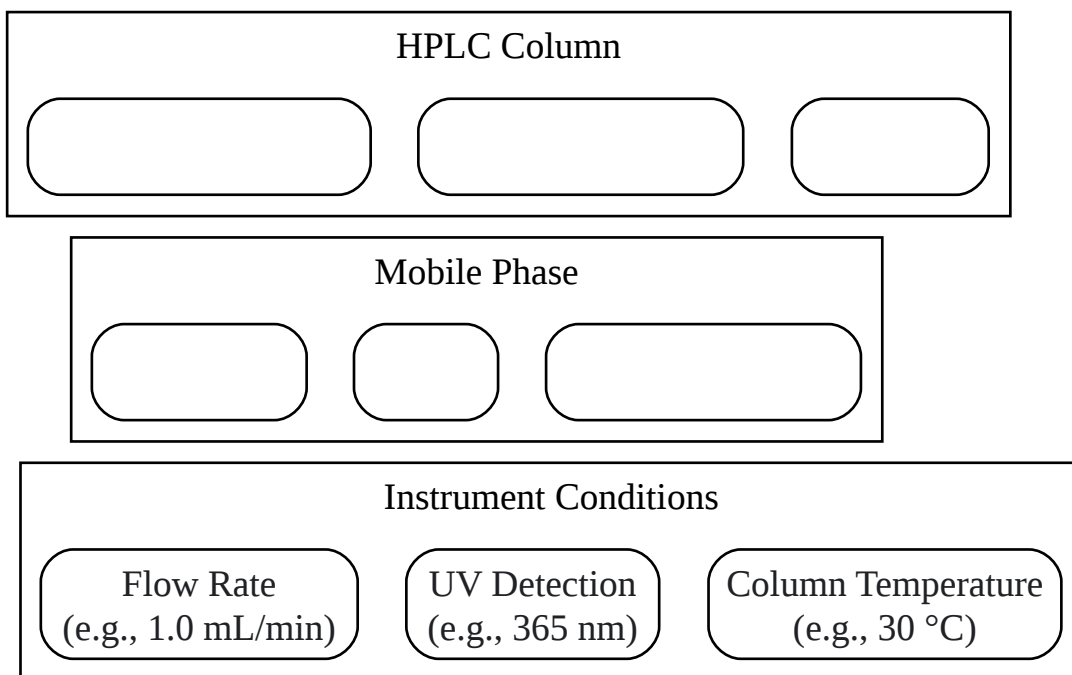 HPLC Column
Mobile Phase
Instrument Conditions
Flow Rate
(e.g., 1.0 mL/min)
UV Detection
(e.g., 365 nm)
Column Temperature
(e.g., 30 °C)